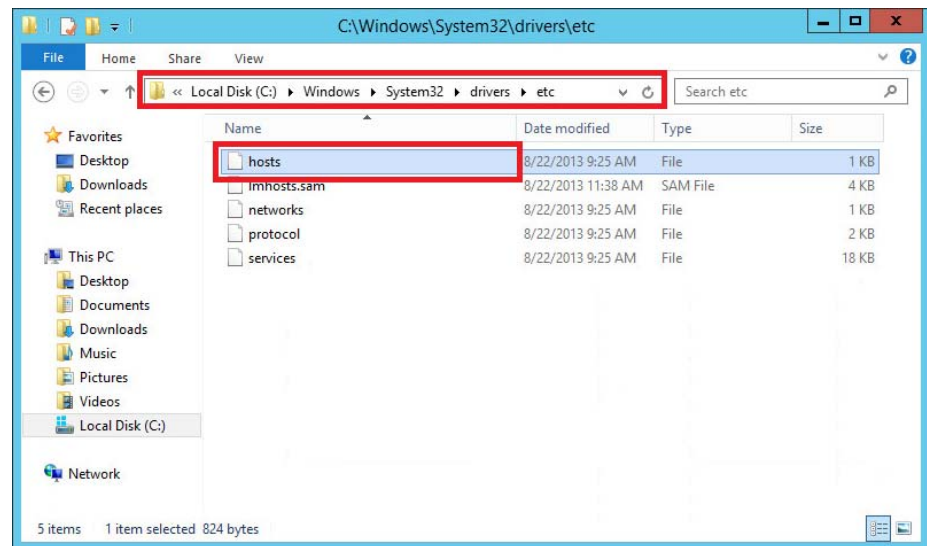 C:\Windows\System32\drivers\etc
File Home Share View
« Local Disk (C:) Windows System32 drivers etc Search etc
Name Date modified Type Size
Favorites
Desktop
Downloads
Recent places
This PC
Desktop
Documents
Downloads
Music
Pictures
Videos
Local Disk (C:)
Network
hosts 8/22/2013 9:25 AM File 1 KB
lmhosts.sam 8/22/2013 11:38 AM SAM File 4 KB
networks 8/22/2013 9:25 AM File 1 KB
protocol 8/22/2013 9:25 AM File 2 KB
services 8/22/2013 9:25 AM File 18 KB
5 items 1 item selected 824 bytes